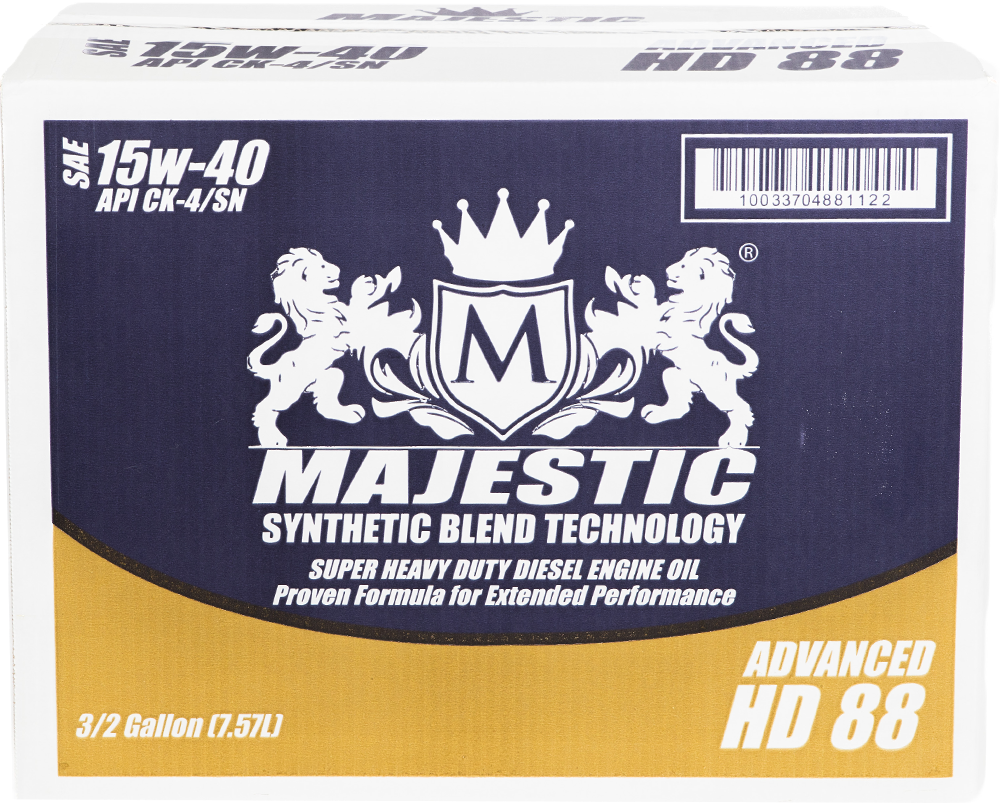 MAJESTIC
SAE 15W-40
API CK-4/SN
ADVANCED
HD 88
SAE 15W-40
API CK-4/SN
10033704881122
®
M
MAJESTIC
SYNTHETIC BLEND TECHNOLOGY
SUPER HEAVY DUTY DIESEL ENGINE OIL
Proven Formula for Extended Performance
ADVANCED
HD 88
3/2 Gallon (7.57L)